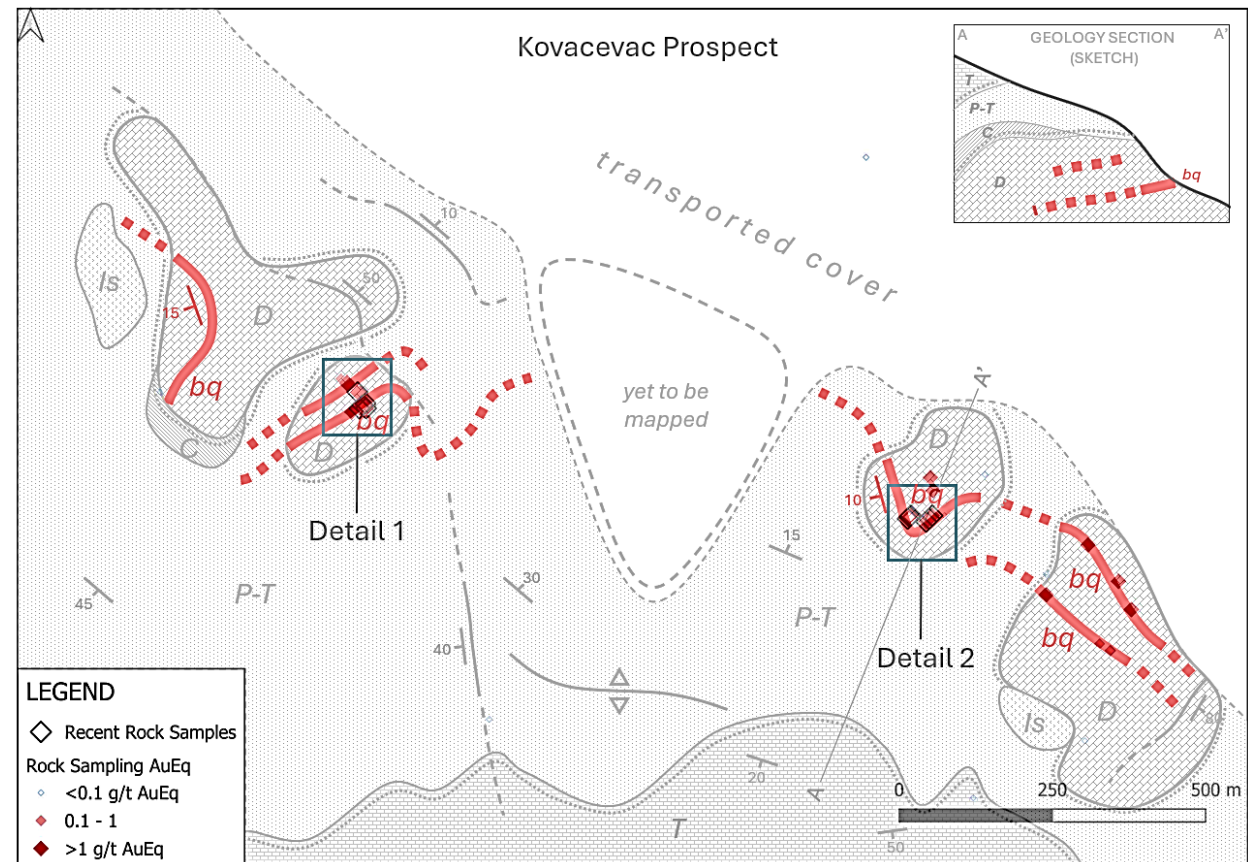 Kovacevac Prospect
A
A'
GEOLOGY SECTION
(SKETCH)
T
P-T
C
D
bq
transported cover
10
Is
50
15
D
bq
yet to be
mapped
A'
D
bq
C
D
bq
10
Detail 1
15
bq
45
P-T
30
P-T
bq
40
Detail 2
LEGEND
Is
D
80
Recent Rock Samples
Rock Sampling AuEq
<0.1 g/t AuEq
0.1 - 1
>1 g/t AuEq
20
A
0
250
500 m
T
50